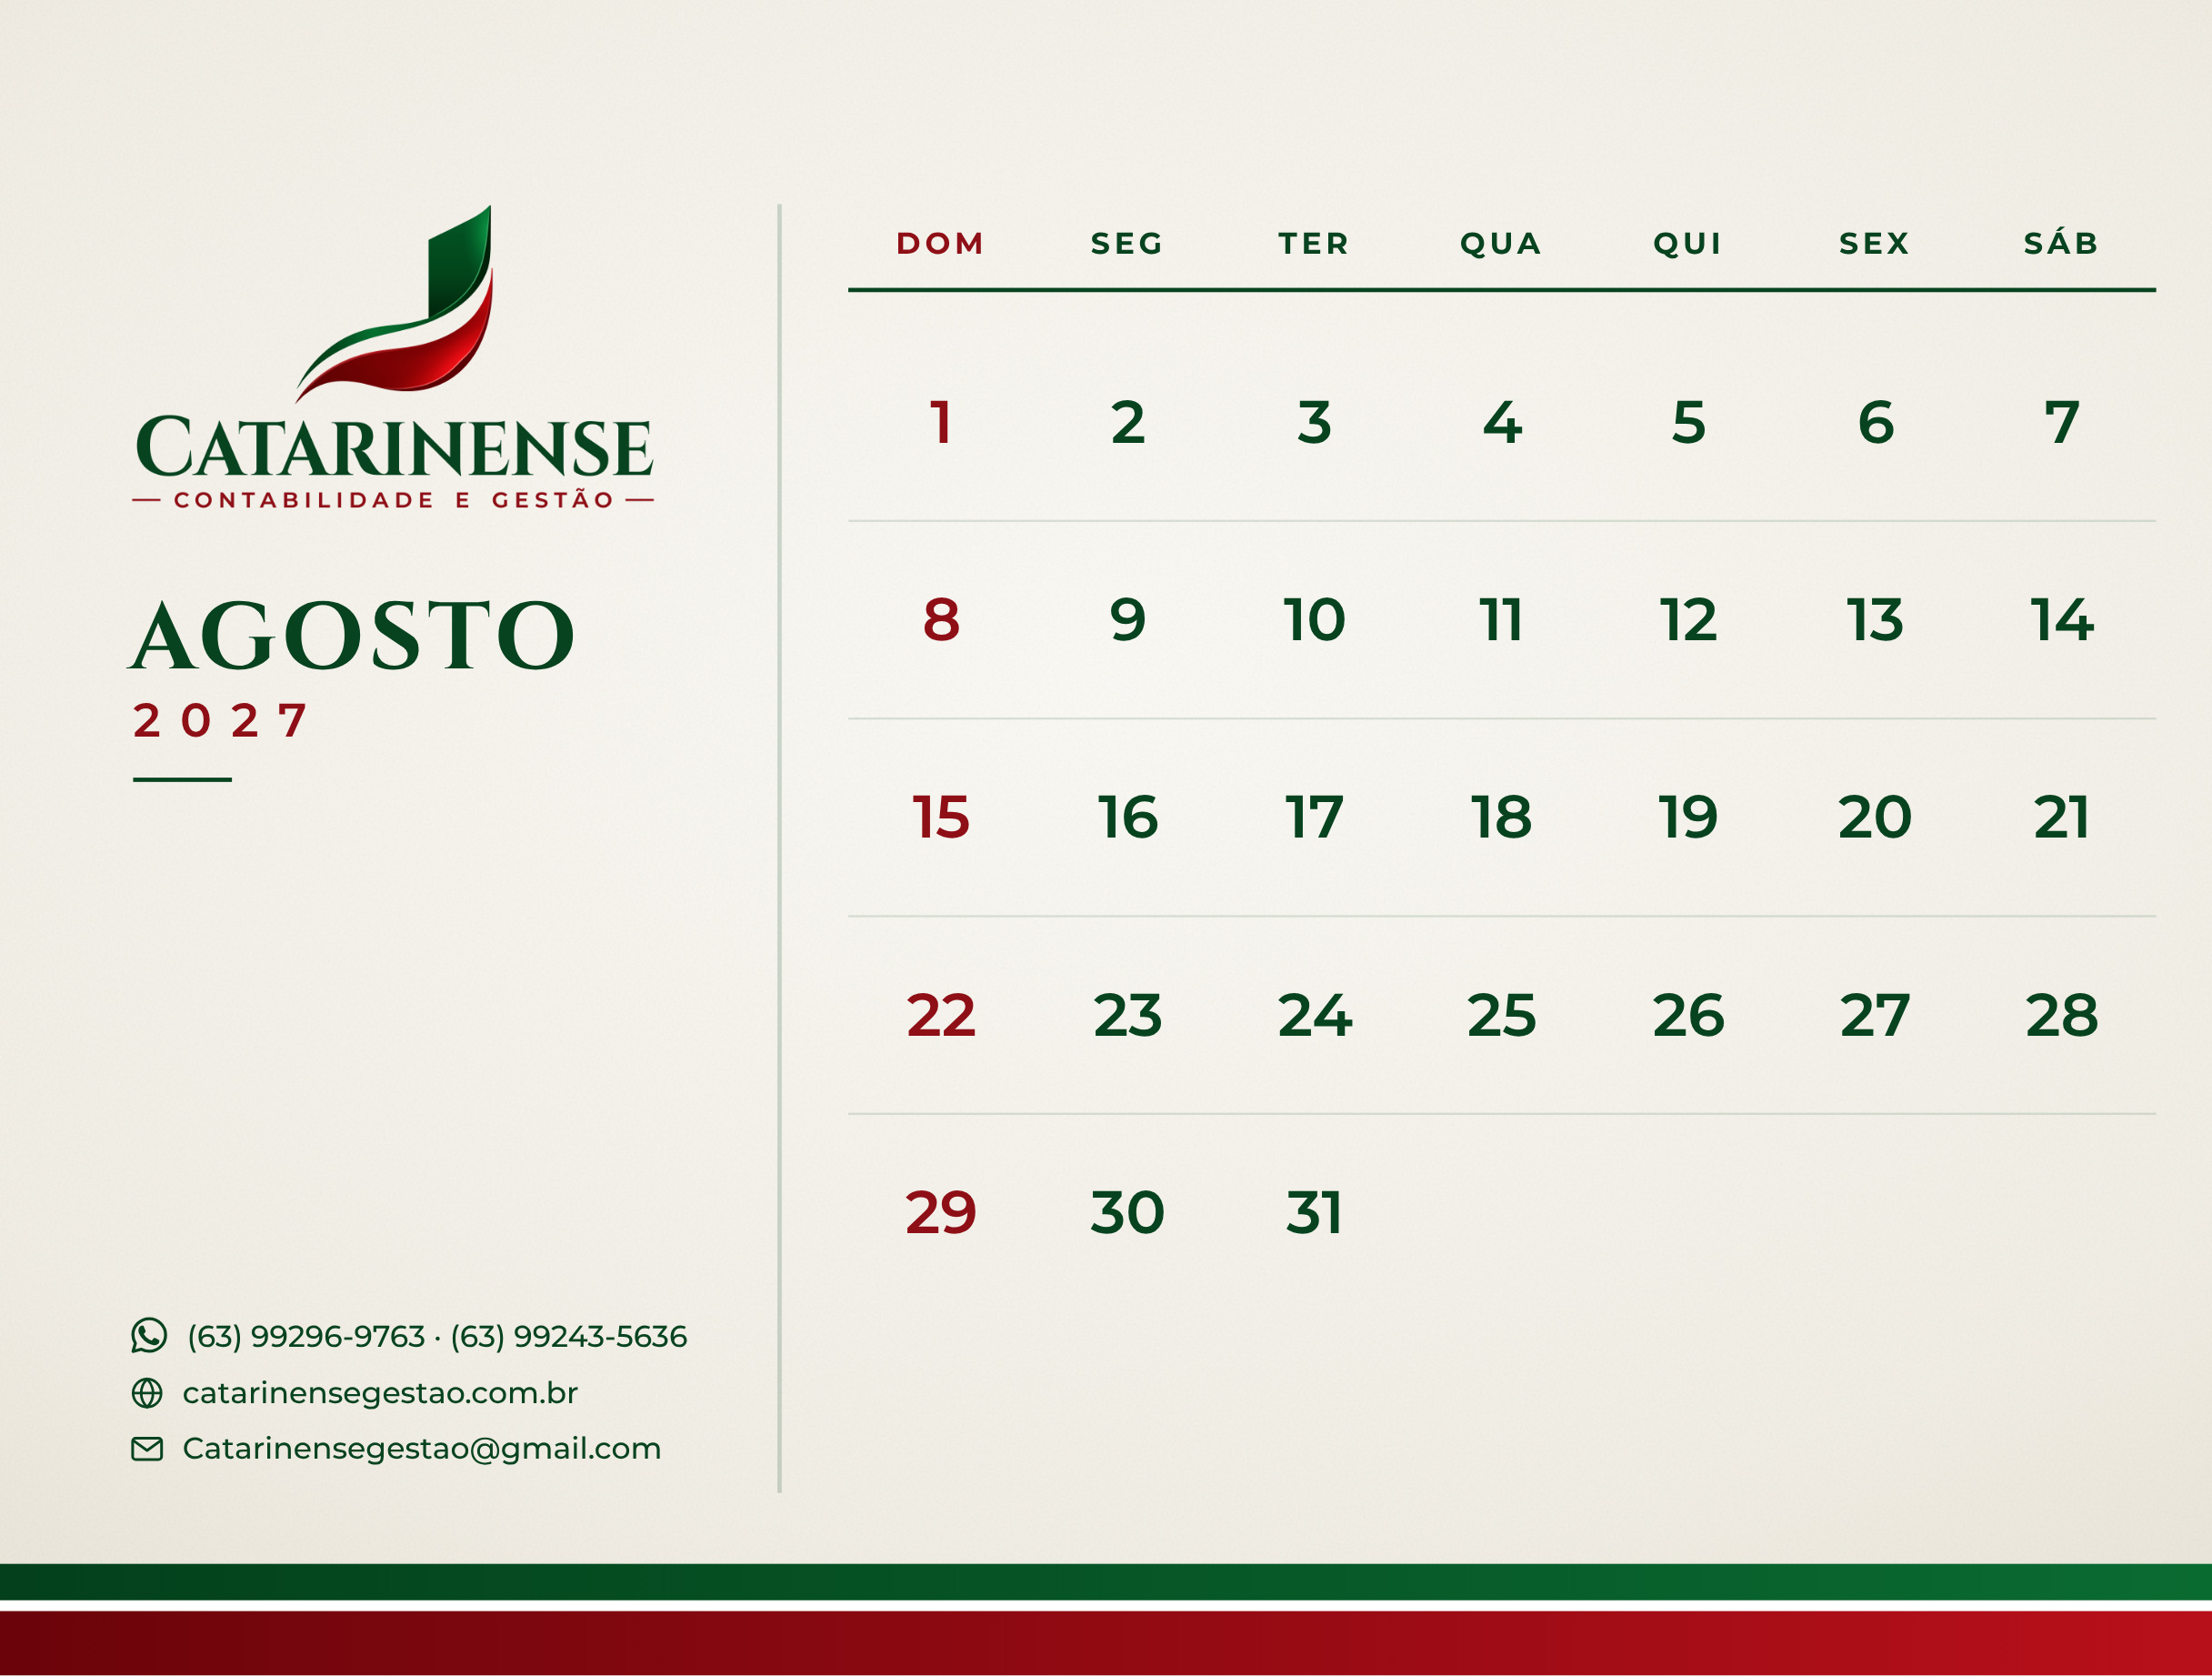 CATARINENSE
CONTABILIDADE E GESTÃO
AGOSTO
2027
(63) 99296-9763 · (63) 99243-5636
catarinensegestao.com.br
Catarinensegestao@gmail.com
DOM SEG TER QUA QUI SEX SÁB
1 2 3 4 5 6 7
8 9 10 11 12 13 14
15 16 17 18 19 20 21
22 23 24 25 26 27 28
29 30 31